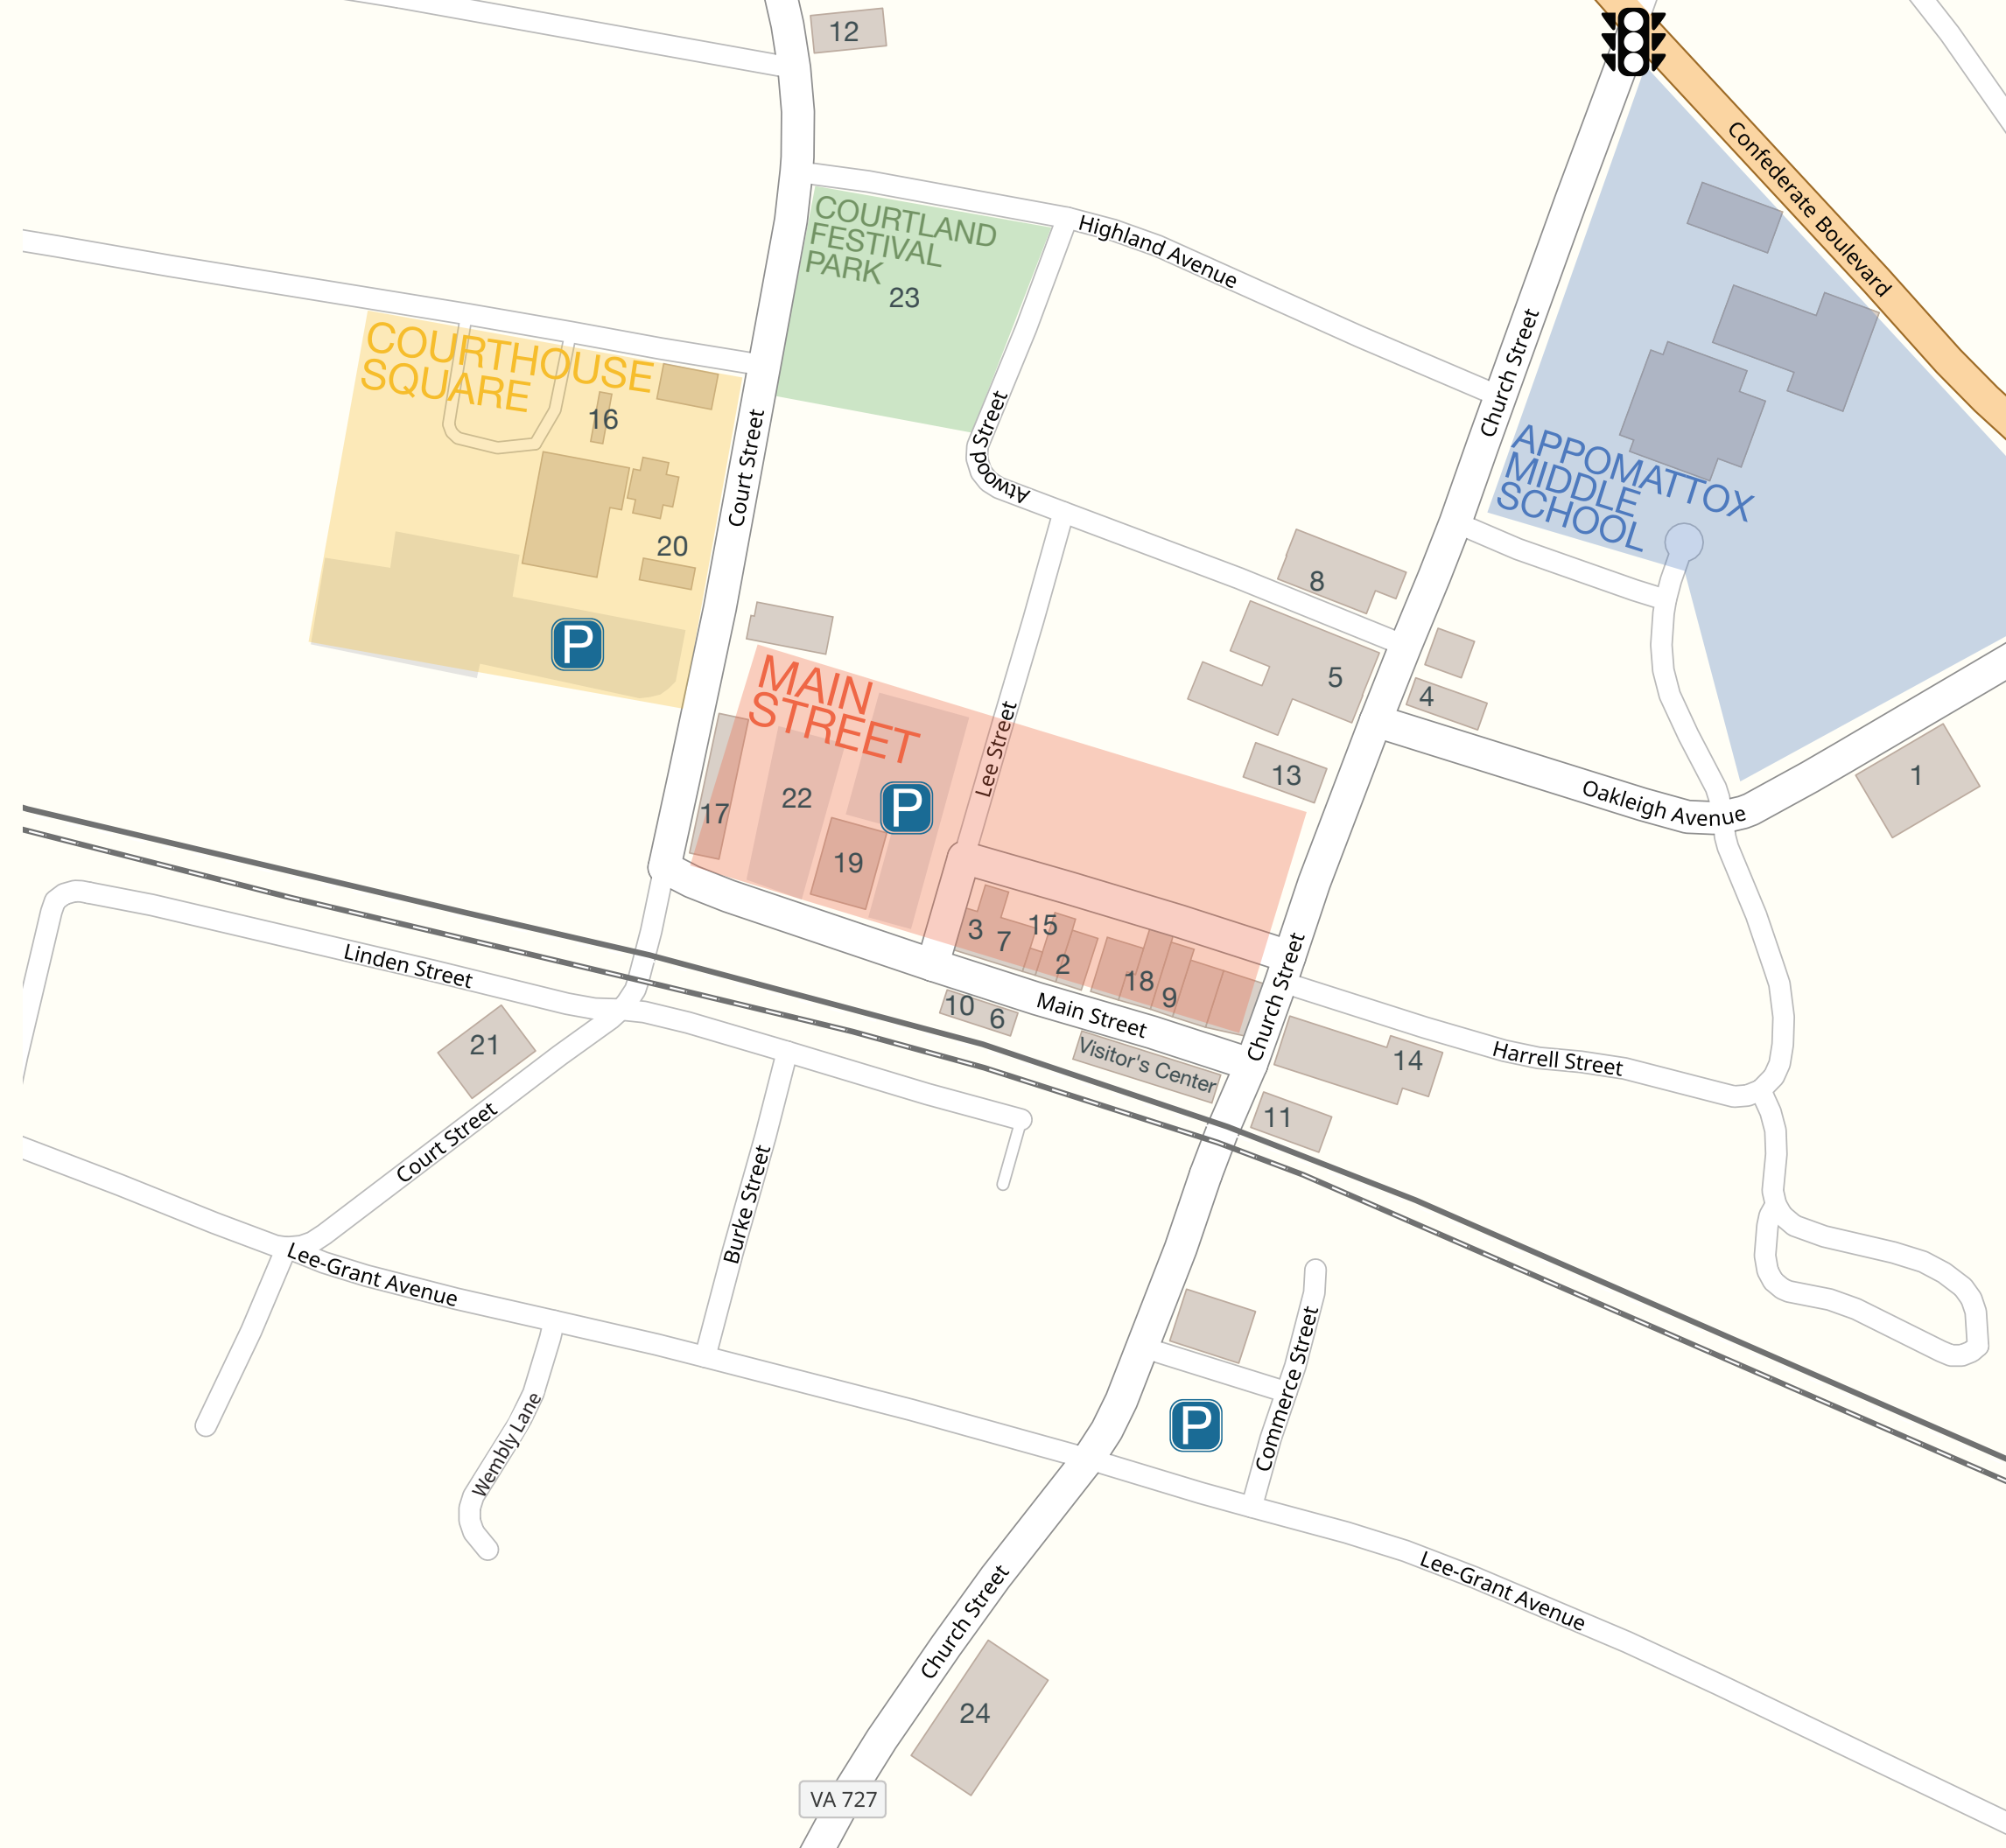 12
COURTLAND
FESTIVAL
PARK
23
Highland Avenue
Confederate Boulevard
Church Street
COURTHOUSE
SQUARE
16
Court Street
20
P
Atwood Street
APPOMATTOX
MIDDLE
SCHOOL
8
5
4
13
1
Oakleigh Avenue
MAIN
STREET
Lee Street
17
22
P
19
3
7
15
2
18
9
10
6
Main Street
Visitor's Center
Church Street
14
Harrell Street
11
Linden Street
21
Court Street
Burke Street
Lee-Grant Avenue
Wembly Lane
Commerce Street
P
Lee-Grant Avenue
Church Street
24
VA 727